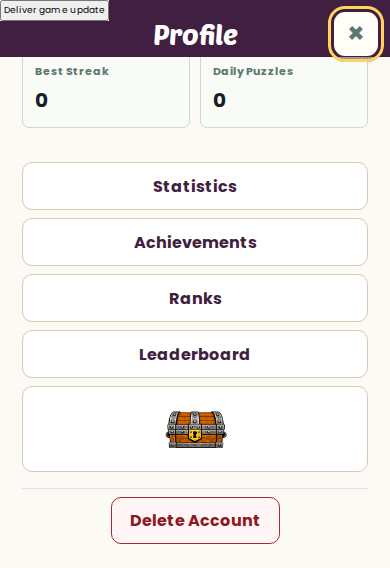 Deliver game update
Profile
✖
Best Streak
Daily Puzzles
0
0
Statistics
Achievements
Ranks
Leaderboard
Delete Account